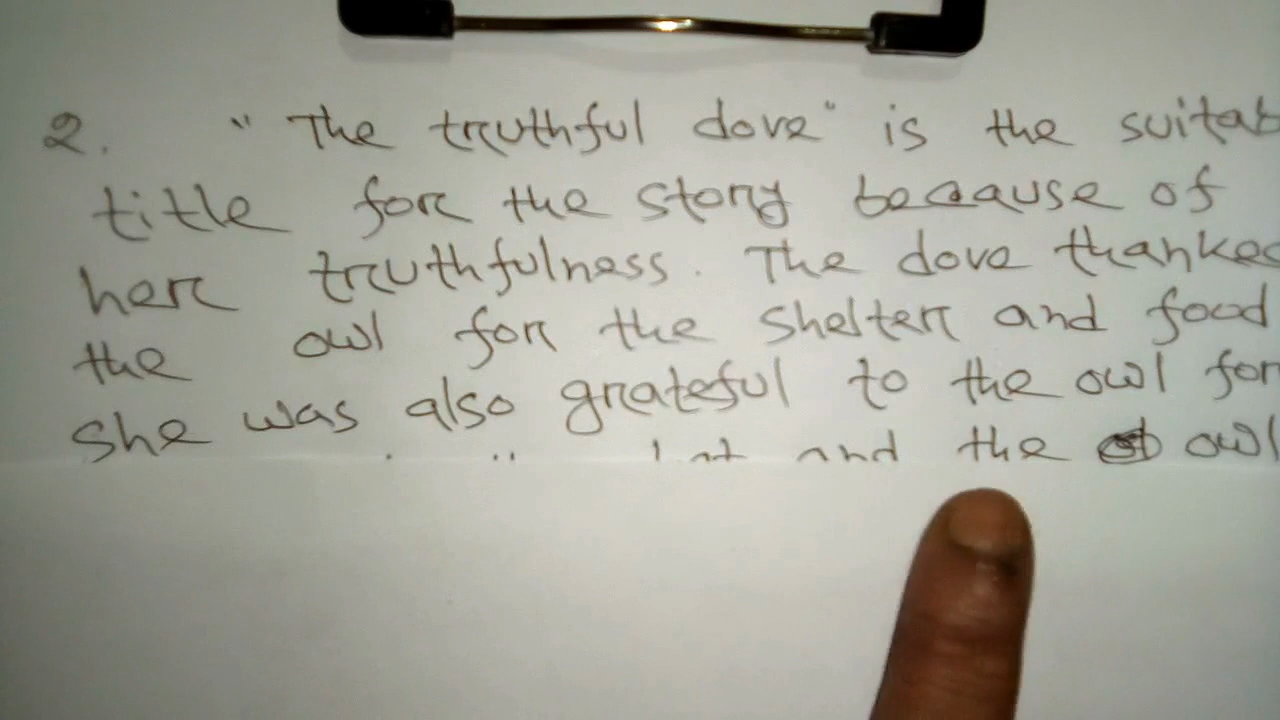 2. "The truthful dove" is the suitab
title for the story because of
her truthfulness. The dove thanked
the owl for the shelter and food
she was also grateful to the owl for
and the owl